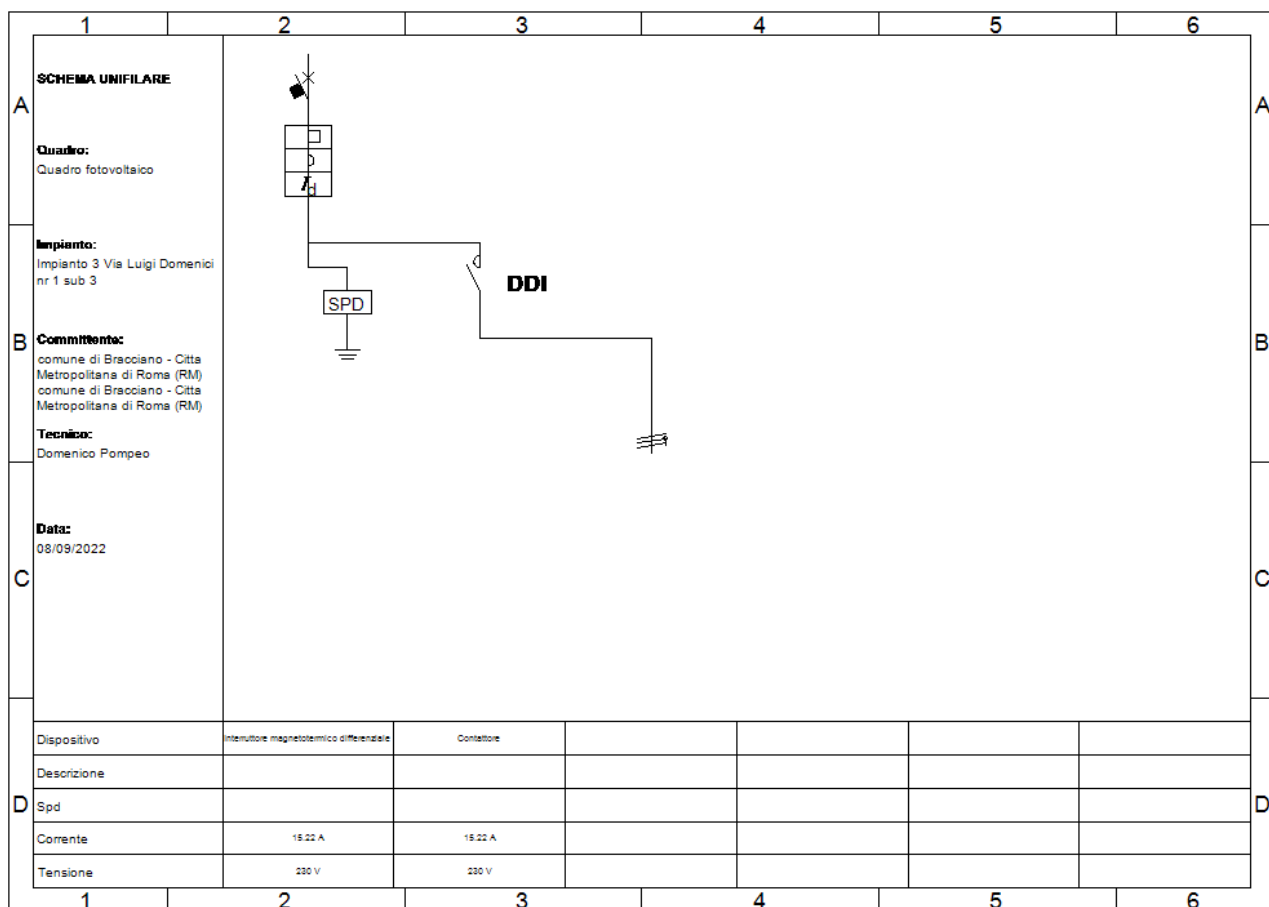 1 2 3 4 5 6
A A
SCHEMA UNIFILARE
Quadro:
Quadro fotovoltaico
d
B B
Impianto:
Impianto 3 Via Luigi Domenici
nr 1 sub 3
DDI
SPD
Committente:
comune di Bracciano - Citta
Metropolitana di Roma (RM)
comune di Bracciano - Citta
Metropolitana di Roma (RM)
Tecnico:
Domenico Pompeo
C C
Data:
08/09/2022
D D
Dispositivo Interruttore magnetotermico differenziale Contattore
Descrizione
Spd
Corrente 15.22 A 15.22 A
Tensione 230 V 230 V
1 2 3 4 5 6